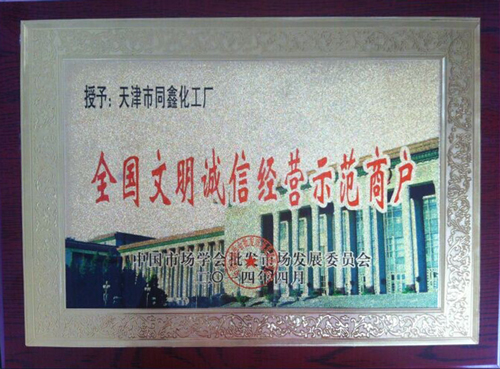 授予：天津市同鑫化工厂
全国文明诚信经营示范商户
中国市场学会批发市场发展委员会
二〇一四年四月